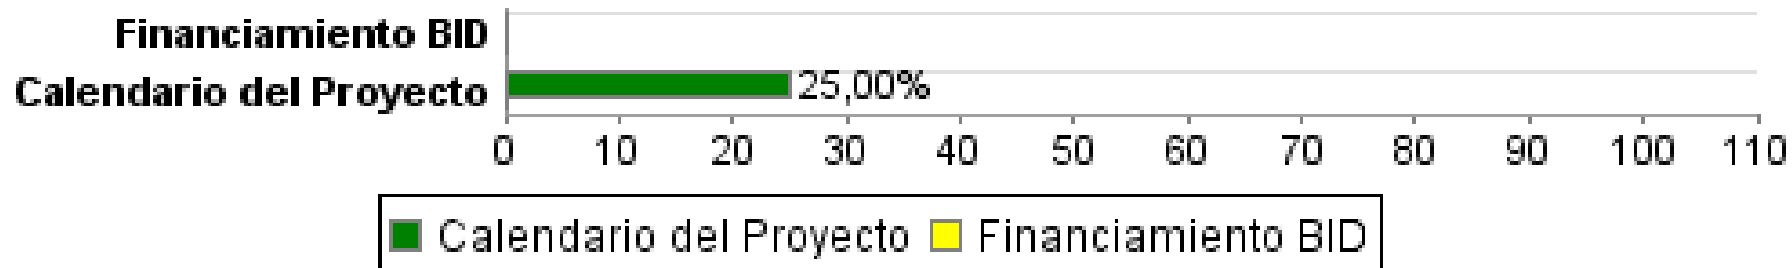 Financiamiento BID
Calendario del Proyecto 25,00%
0 10 20 30 40 50 60 70 80 90 100 110
Calendario del Proyecto Financiamiento BID